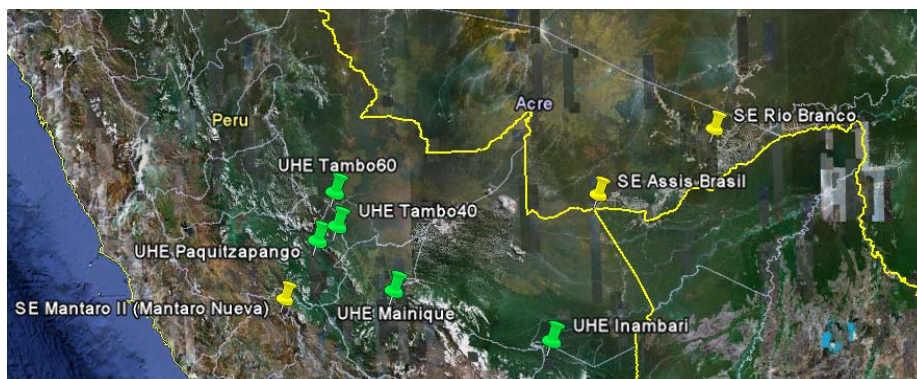 Acre
Peru
SE Rio Branco
UHE Tambo60
SE Assis Brasil
UHE Tambo40
UHE Paquitzapango
SE Mantaro II (Mantaro Nueva)
UHE Mainique
UHE Inambari